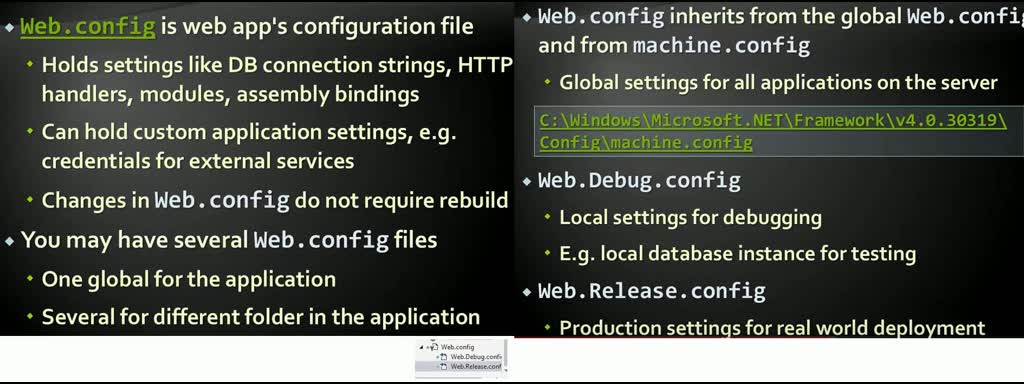 Web.config is web app's configuration file
Holds settings like DB connection strings, HTTP
handlers, modules, assembly bindings
Can hold custom application settings, e.g.
credentials for external services
Changes in Web.config do not require rebuild
You may have several Web.config files
One global for the application
Several for different folder in the application
Web.config inherits from the global Web.config
and from machine.config
Global settings for all applications on the server
C:\Windows\Microsoft.NET\Framework\v4.0.30319\
Config\machine.config
Web.Debug.config
Local settings for debugging
E.g. local database instance for testing
Web.Release.config
Production settings for real world deployment
Web.config
Web.Debug.confi
Web.Release.conf